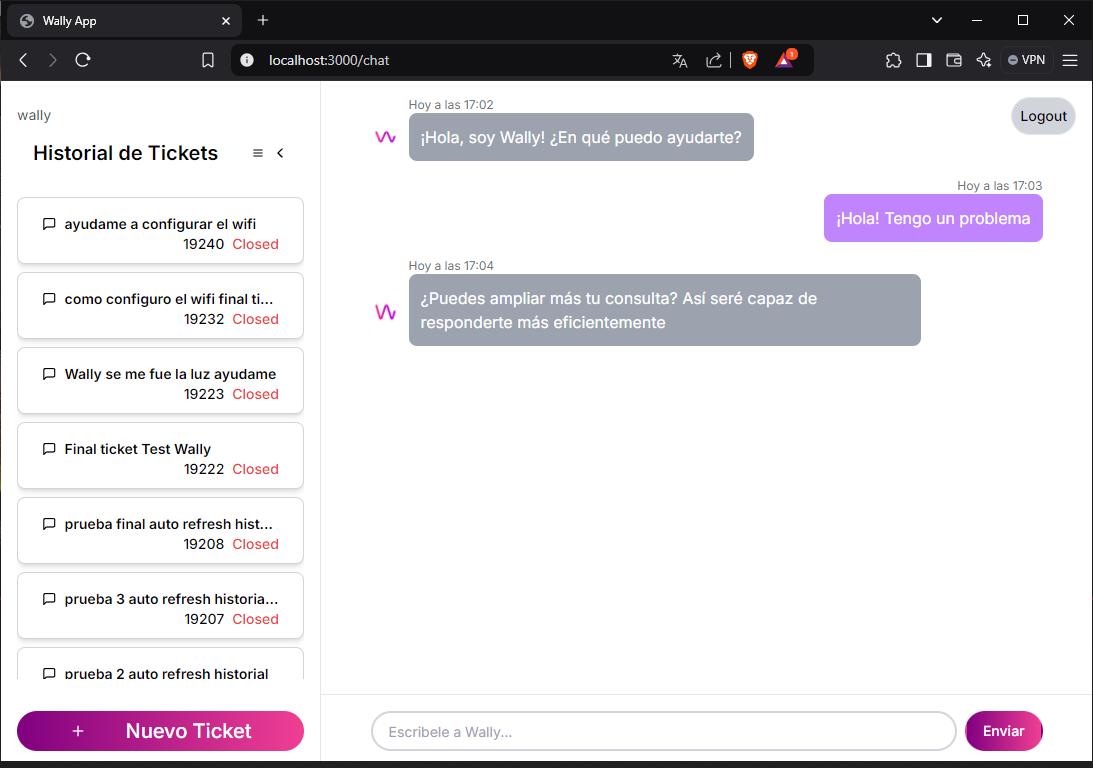 Wally App
localhost:3000/chat
1
VPN
wally
Historial de Tickets
ayudame a configurar el wifi
19240 Closed
como configuro el wifi final ti...
19232 Closed
Wally se me fue la luz ayudame
19223 Closed
Final ticket Test Wally
19222 Closed
prueba final auto refresh hist...
19208 Closed
prueba 3 auto refresh historia...
19207 Closed
prueba 2 auto refresh historial
+ Nuevo Ticket
Logout
Hoy a las 17:02
¡Hola, soy Wally! ¿En qué puedo ayudarte?
Hoy a las 17:03
¡Hola! Tengo un problema
Hoy a las 17:04
¿Puedes ampliar más tu consulta? Así seré capaz de
responderte más eficientemente
Escribele a Wally...
Enviar